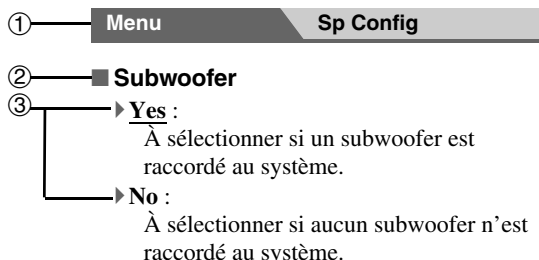 ① Menu Sp Config
② ■ Subwoofer
③ Yes :
À sélectionner si un subwoofer est
raccordé au système.
No :
À sélectionner si aucun subwoofer n’est
raccordé au système.